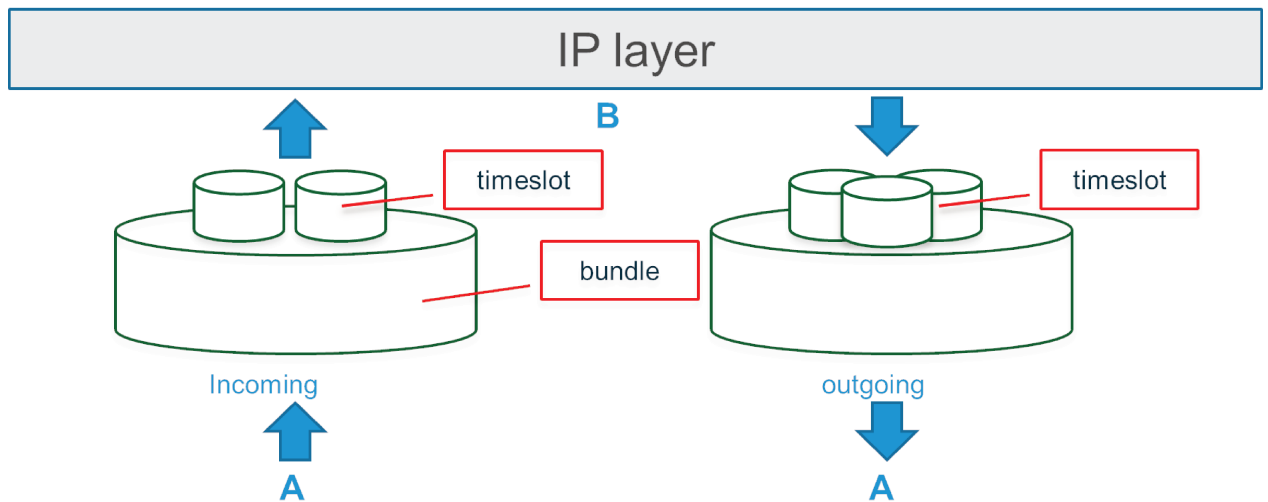 IP layer
B
timeslot
timeslot
bundle
Incoming
outgoing
A
A